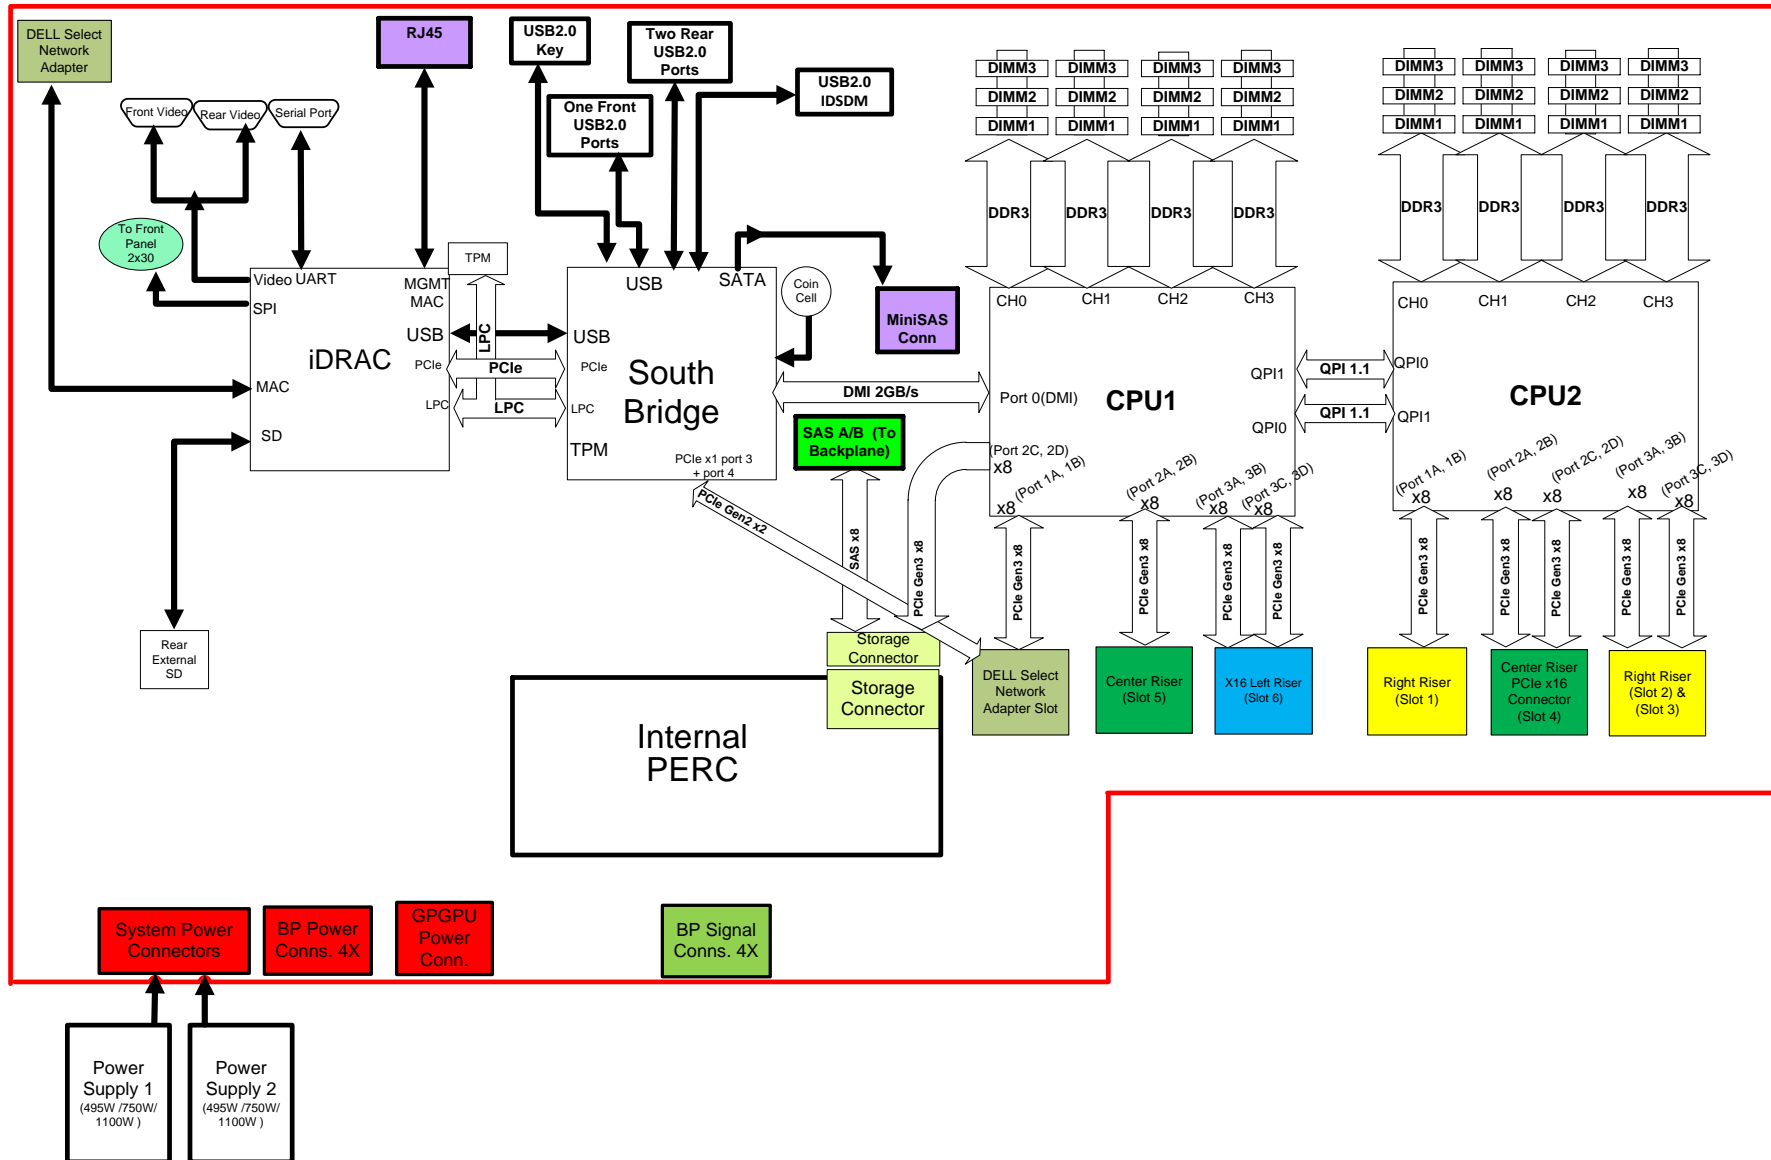 DELL Select
Network
Adapter
RJ45
USB2.0
Key
Two Rear
USB2.0
Ports
USB2.0
IDSDM
One Front
USB2.0
Ports
Front Video
Rear Video
Serial Port
To Front
Panel
2x30
DIMM3
DIMM3
DIMM3
DIMM3
DIMM2
DIMM2
DIMM2
DIMM2
DIMM1
DIMM1
DIMM1
DIMM1
DDR3
DDR3
DDR3
DDR3
DIMM3
DIMM3
DIMM3
DIMM3
DIMM2
DIMM2
DIMM2
DIMM2
DIMM1
DIMM1
DIMM1
DIMM1
DDR3
DDR3
DDR3
DDR3
Video
UART
MGMT
MAC
SPI
USB
iDRAC
PCIe
MAC
LPC
SD
TPM
LPC
PCIe
LPC
USB
SATA
USB
PCIe
South
Bridge
LPC
TPM
PCIe x1 port 3
+ port 4
Coin
Cell
MiniSAS
Conn
DMI 2GB/s
SAS A/B (To
Backplane)
CH0
CH1
CH2
CH3
QPI1
Port 0(DMI)
CPU1
QPI0
(Port 2C, 2D)
x8
(Port 1A, 1B)
x8
(Port 2A, 2B)
x8
(Port 3A, 3B)
x8
(Port 3C, 3D)
x8
QPI 1.1
QPI 1.1
CH0
CH1
CH2
CH3
QPI0
CPU2
QPI1
(Port 1A, 1B)
x8
(Port 2A, 2B)
x8
(Port 2C, 2D)
x8
(Port 3A, 3B)
x8
(Port 3C, 3D)
x8
PCIe Gen2 x2
SAS x8
PCIe Gen3 x8
PCIe Gen3 x8
PCIe Gen3 x8
PCIe Gen3 x8
PCIe Gen3 x8
PCIe Gen3 x8
PCIe Gen3 x8
PCIe Gen3 x8
PCIe Gen3 x8
PCIe Gen3 x8
Rear
External
SD
Storage
Connector
Storage
Connector
Internal
PERC
DELL Select
Network
Adapter Slot
Center Riser
(Slot 5)
X16 Left Riser
(Slot 6)
Right Riser
(Slot 1)
Center Riser
PCIe x16
Connector
(Slot 4)
Right Riser
(Slot 2) &
(Slot 3)
System Power
Connectors
BP Power
Conns. 4X
GPGPU
Power
Conn.
BP Signal
Conns. 4X
Power
Supply 1
(495W /750W/
1100W )
Power
Supply 2
(495W /750W/
1100W )